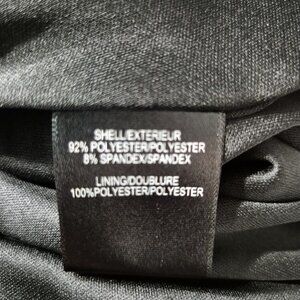 SHELL/EXTERIEUR
92% POLYESTER/POLYESTER
8% SPANDEX/SPANDEX
LINING/DOUBLURE
100%POLYESTER/POLYESTER